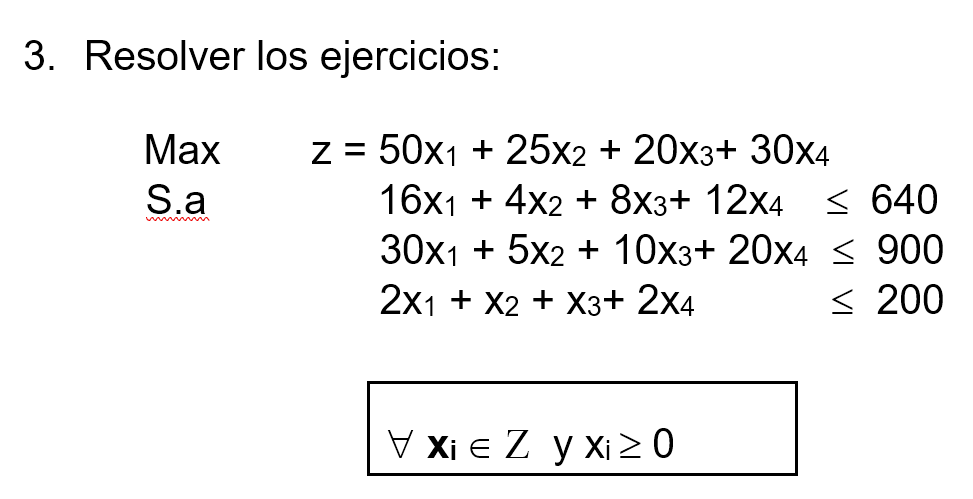 3. Resolver los ejercicios:
Max z = 50x1 + 25x2 + 20x3+ 30x4
S.a 16x1 + 4x2 + 8x3+ 12x4 ≤ 640
30x1 + 5x2 + 10x3+ 20x4 ≤ 900
2x1 + x2 + x3+ 2x4 ≤ 200
∀ xi ∈ Z y xi ≥ 0